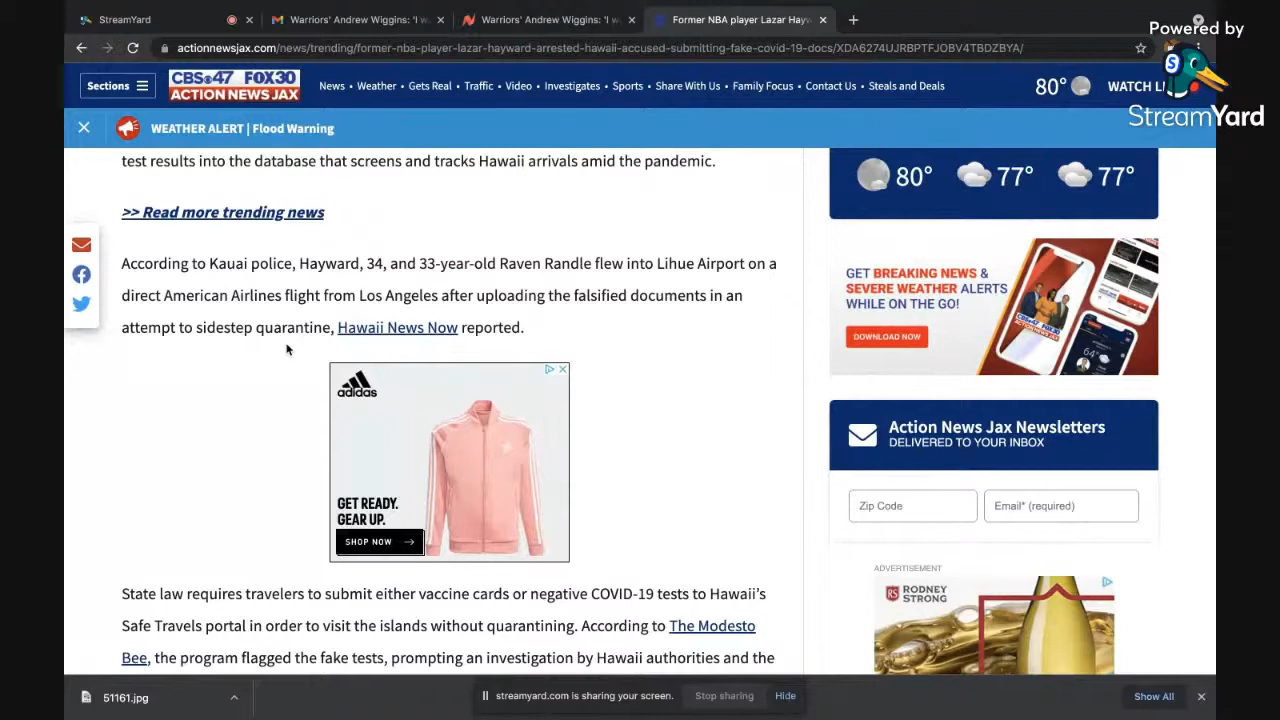 StreamYard
Warriors' Andrew Wiggins: 'I w
Warriors' Andrew Wiggins: 'I w
Former NBA player Lazar Hayw
Powered by
StreamYard
actionnewsjax.com/news/trending/former-nba-player-lazar-hayward-arrested-hawaii-accused-submitting-fake-covid-19-docs/XDA6274UJRBPTFJOBV4TBDZBYA/
Sections
CBS 47 FOX30
ACTION NEWS JAX
News • Weather • Gets Real • Traffic • Video • Investigates • Sports • Share With Us • Family Focus • Contact Us • Steals and Deals
80°
WATCH
WEATHER ALERT | Flood Warning
test results into the database that screens and tracks Hawaii arrivals amid the pandemic.
>> Read more trending news
According to Kauai police, Hayward, 34, and 33-year-old Raven Randle flew into Lihue Airport on a
direct American Airlines flight from Los Angeles after uploading the falsified documents in an
attempt to sidestep quarantine, Hawaii News Now reported.
adidas
GET READY.
GEAR UP.
SHOP NOW
State law requires travelers to submit either vaccine cards or negative COVID-19 tests to Hawaii's
Safe Travels portal in order to visit the islands without quarantining. According to The Modesto
Bee, the program flagged the fake tests, prompting an investigation by Hawaii authorities and the
80° 77° 77°
GET BREAKING NEWS &
SEVERE WEATHER ALERTS
WHILE ON THE GO!
DOWNLOAD NOW
Action News Jax Newsletters
DELIVERED TO YOUR INBOX
Zip Code
Email* (required)
ADVERTISEMENT
RODNEY
STRONG
51161.jpg
streamyard.com is sharing your screen.
Stop sharing
Hide
Show All